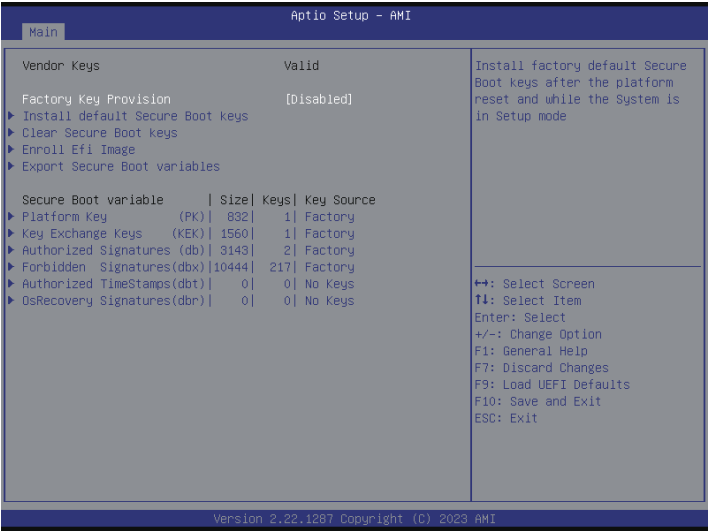 Aptio Setup – AMI
Main
Vendor Keys Valid
Factory Key Provision [Disabled]
Install default Secure Boot keys
Clear Secure Boot keys
Enroll Efi Image
Export Secure Boot variables
Secure Boot variable | Size| Keys| Key Source
Platform Key (PK)| 832| 1| Factory
Key Exchange Keys (KEK)| 1560| 1| Factory
Authorized Signatures (db)| 3143| 2| Factory
Forbidden Signatures(dbx)|10444| 217| Factory
Authorized TimeStamps(dbt)| 0| 0| No Keys
OsRecovery Signatures(dbr)| 0| 0| No Keys
Install factory default Secure
Boot keys after the platform
reset and while the System is
in Setup mode
↔: Select Screen
↑↓: Select Item
Enter: Select
+/-: Change Option
F1: General Help
F7: Discard Changes
F9: Load UEFI Defaults
F10: Save and Exit
ESC: Exit
Version 2.22.1287 Copyright (C) 2023 AMI